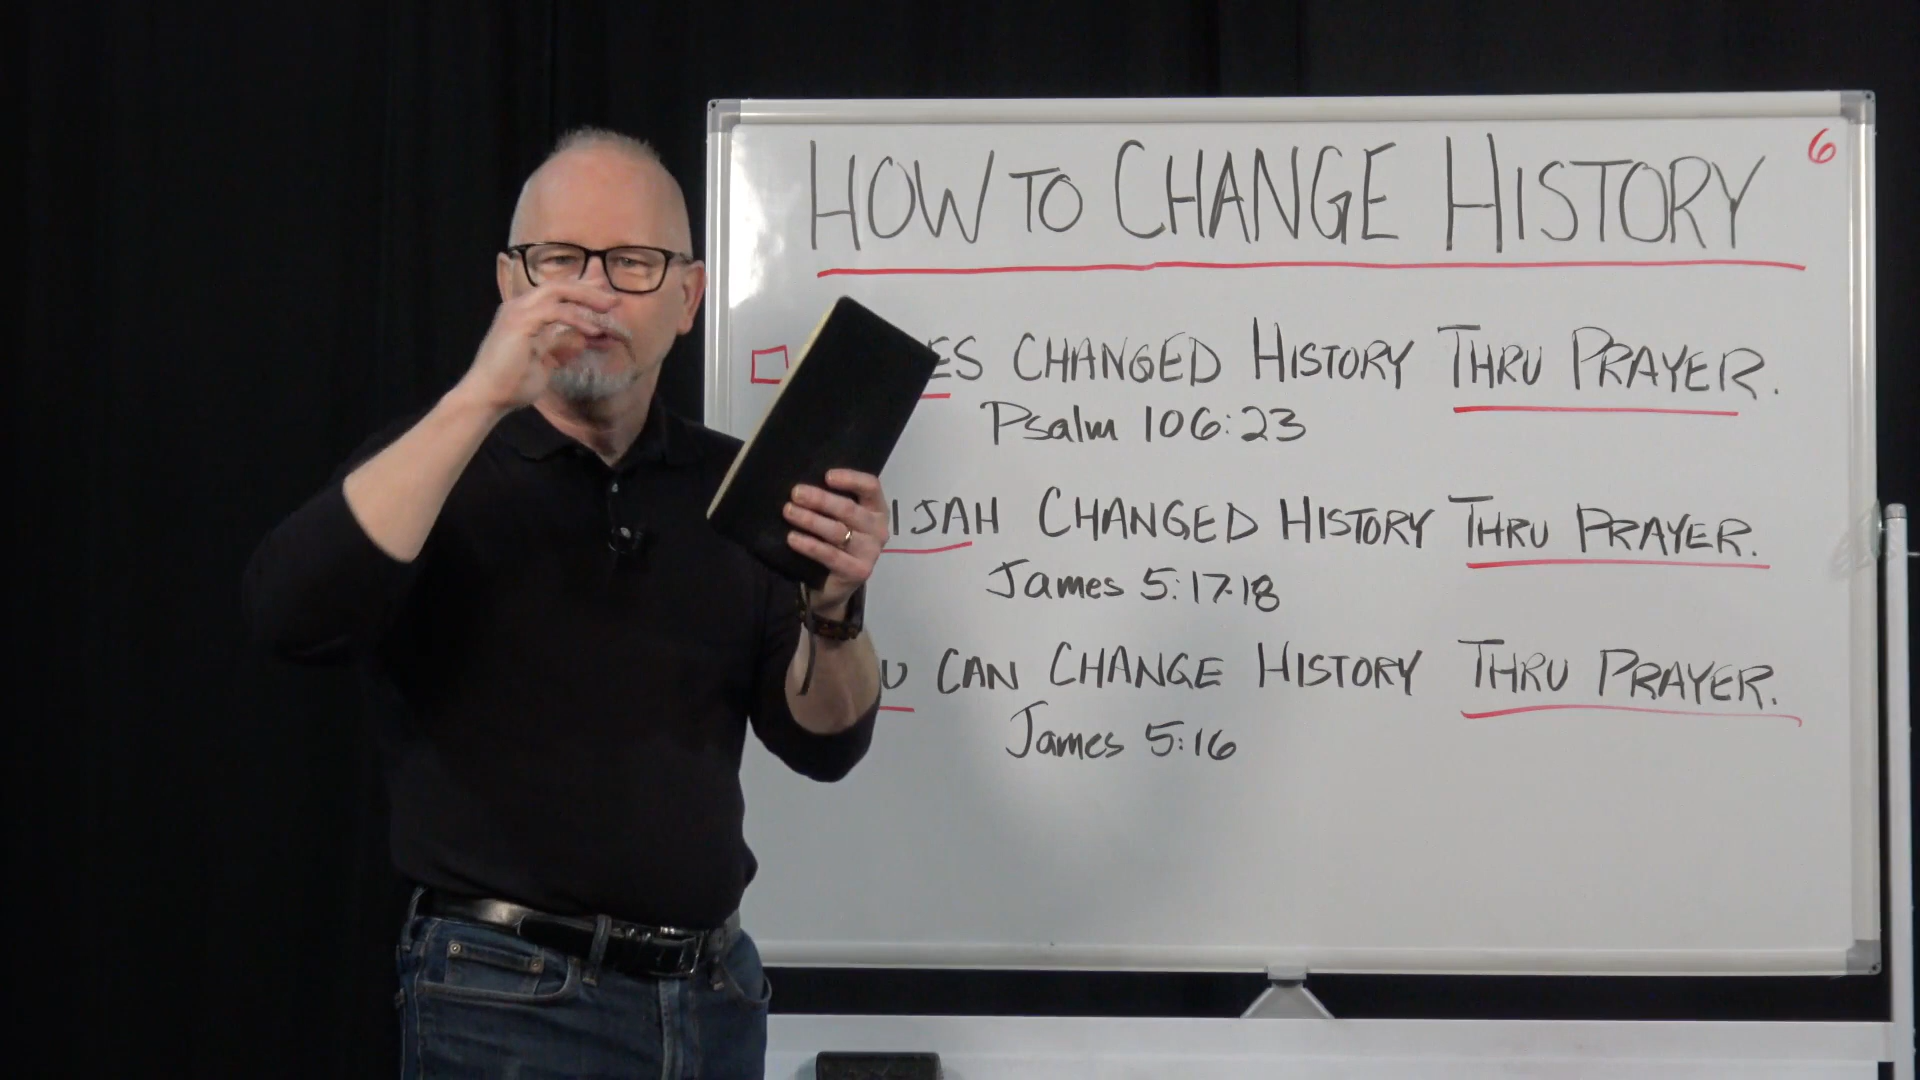 HOW TO CHANGE HISTORY
6
CHANGED HISTORY THRU PRAYER.
Psalm 106:23
CHANGED HISTORY THRU PRAYER.
James 5:17-18
CAN CHANGE HISTORY THRU PRAYER.
James 5:16